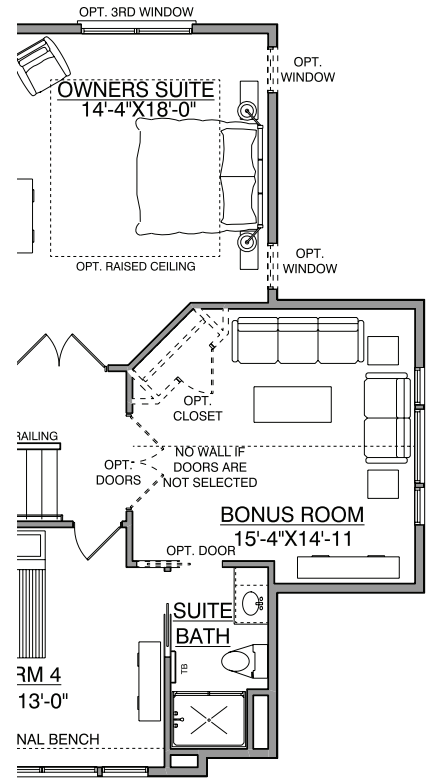 OPT. 3RD WINDOW
OPT.
WINDOW
OWNERS SUITE
14'-4"X18'-0"
OPT.
WINDOW
OPT. RAISED CEILING
OPT.
CLOSET
RAILING
OPT.
DOORS
NO WALL IF
DOORS ARE
NOT SELECTED
BONUS ROOM
15'-4"X14'-11
OPT. DOOR
SUITE
BATH
TB
RM 4
13'-0"
NAL BENCH